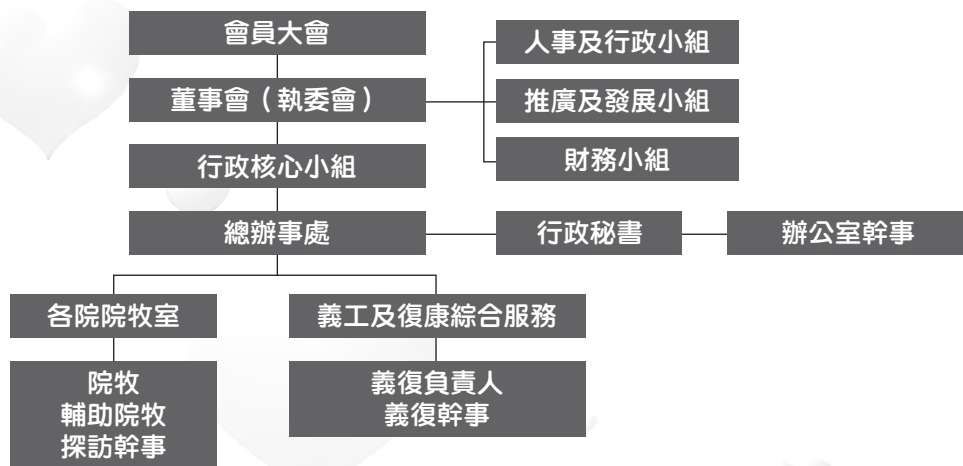 會員大會
人事及行政小組
董事會（執委會）
推廣及發展小組
行政核心小組
財務小組
總辦事處
行政秘書
辦公室幹事
各院院牧室
義工及復康綜合服務
院牧
輔助院牧
探訪幹事
義復負責人
義復幹事